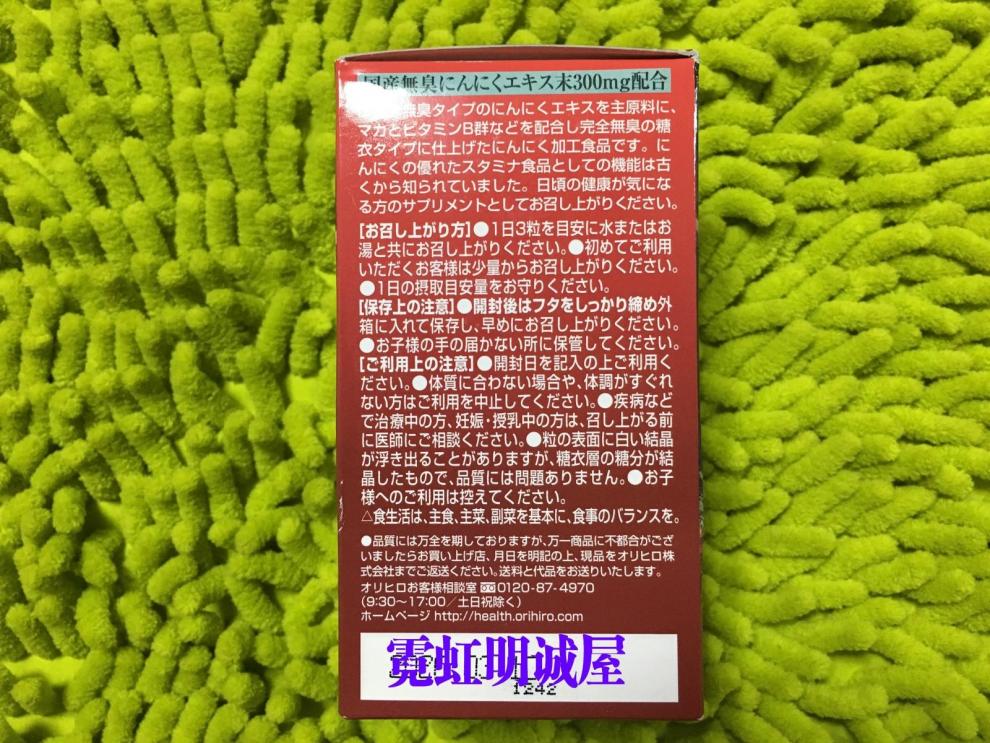 国産無臭にんにくエキス末300mg配合
無臭タイプのにんにくエキスを主原料に、
マカとビタミンB群などを配合し完全無臭の糖
衣タイプに仕上げたにんにく加工食品です。に
んにくの優れたスタミナ食品としての機能は古
くから知られていました。日頃の健康が気にな
る方のサプリメントとしてお召し上がりください。
[お召し上がり方]●1日3粒を目安に水またはお
湯と共にお召し上がりください。●初めてご利用
いただくお客様は少量からお召し上がりください。
●1日の摂取目安量をお守りください。
[保存上の注意]●開封後はフタをしっかり締め外
箱に入れて保存し、早めにお召し上がりください。
●お子様の手の届かない所に保管してください。
[ご利用上の注意]●開封日を記入の上ご利用く
ださい。●体質に合わない場合や、体調がすぐれ
ない方はご利用を中止してください。●疾病など
で治療中の方、妊娠・授乳中の方は、召し上がる前
に医師にご相談ください。●粒の表面に白い結晶
が浮き出ることがありますが、糖衣層の糖分が結
晶したもので、品質には問題ありません。●お子
様へのご利用は控えてください。
△食生活は、主食、主菜、副菜を基本に、食事のバランスを。
●品質には万全を期しておりますが、万一商品に不都合がござ
いましたらお買い上げ店、月日を明記の上、現品をオリヒロ株
式会社までご返送ください。送料と代品をお送りいたします。
オリヒロお客様相談室 0120-87-4970
(9:30〜17:00/土日祝除く)
ホームページ http://health.orihiro.com
霓虹明诚屋
1242